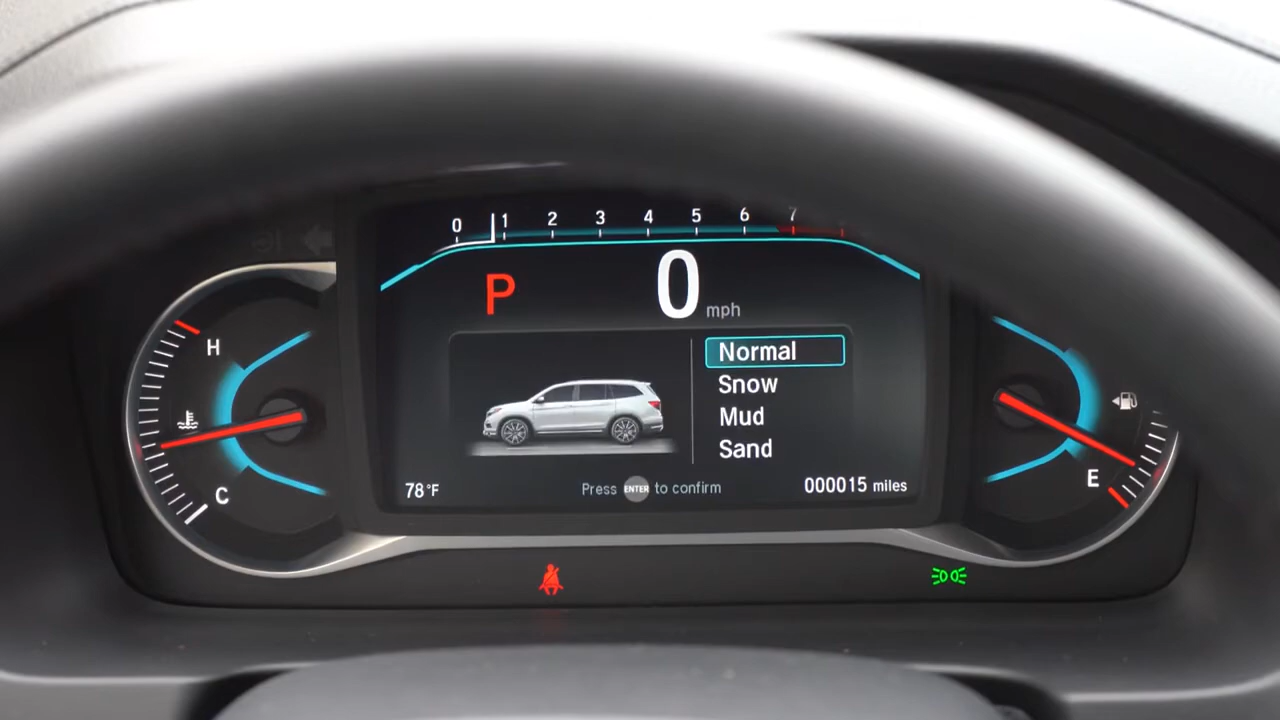 0 1 2 3 4 5 6 7
P 0 mph
H
C
Normal
Snow
Mud
Sand
E
78°F
Press ENTER to confirm
000015 miles